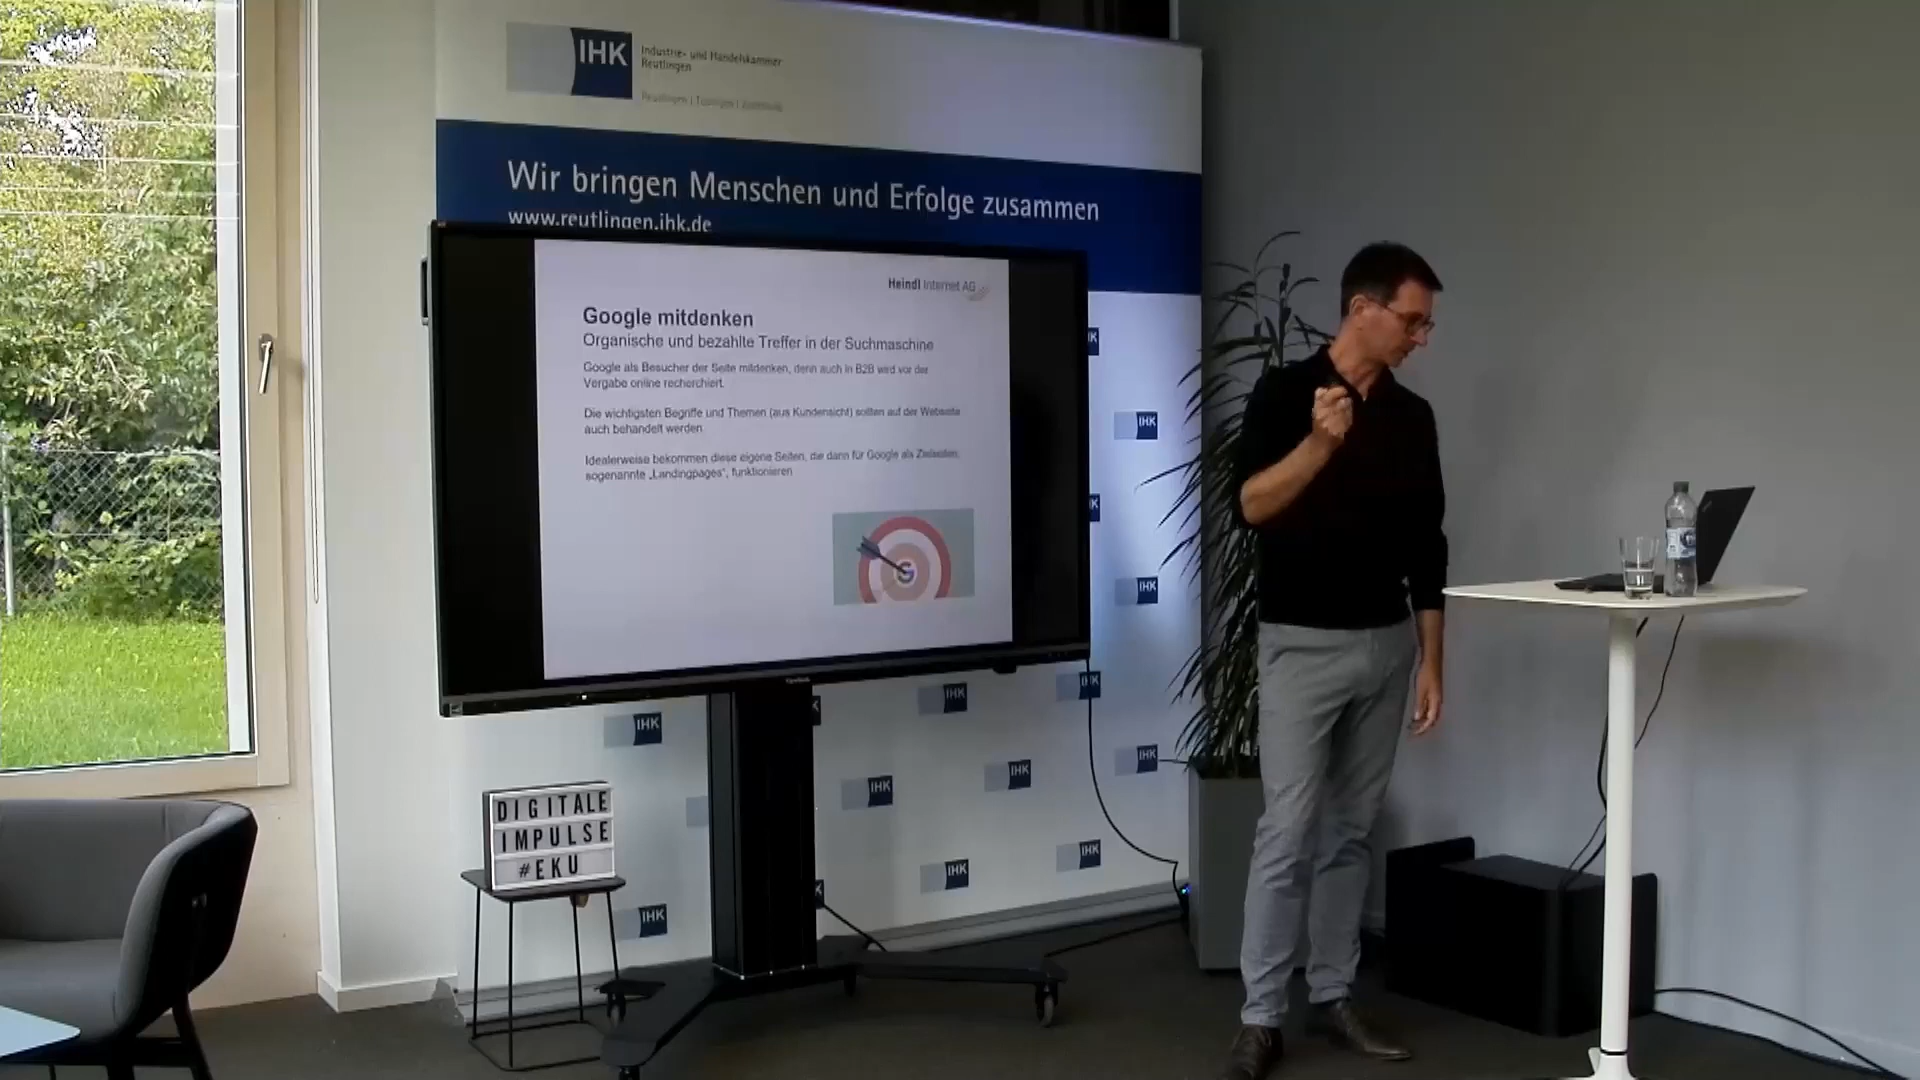 IHK
Industrie- und Handelskammer
Reutlingen
Wir bringen Menschen und Erfolge zusammen
www.reutlingen.ihk.de
Heindl Internet AG
Google mitdenken
Organische und bezahlte Treffer in der Suchmaschine
Google als Besucher der Seite mitdenken, denn auch in B2B wird vor der
Vergabe online recherchiert.
Die wichtigsten Begriffe und Themen (aus Kundensicht) sollten auf der Webseite
auch behandelt werden.
Idealerweise bekommen diese eigene Seiten, die dann für Google als Zielseiten,
sogenannte „Landingpages", funktionieren
G
IHK
IHK
IHK
IHK
IHK
IHK
IHK
IHK
IHK
IHK
IHK
DIGITALE
IMPULSE
#EKU